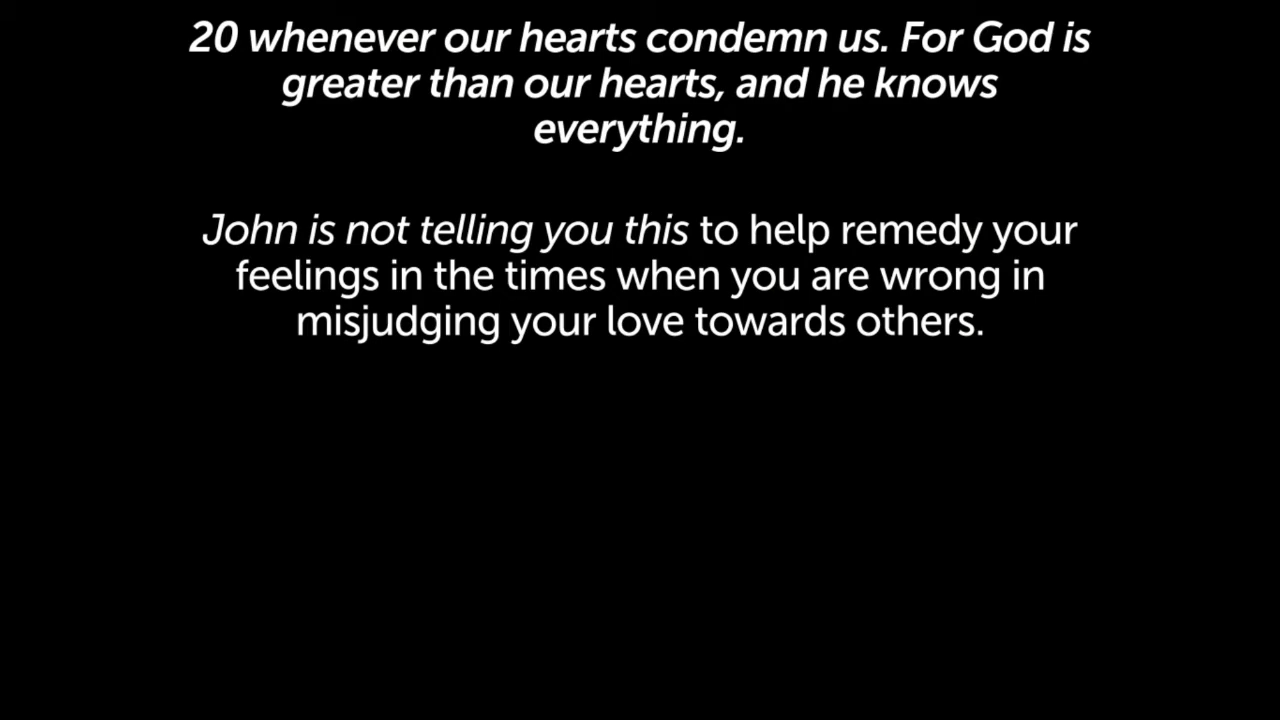 20 whenever our hearts condemn us. For God is
greater than our hearts, and he knows
everything.
John is not telling you this to help remedy your
feelings in the times when you are wrong in
misjudging your love towards others.